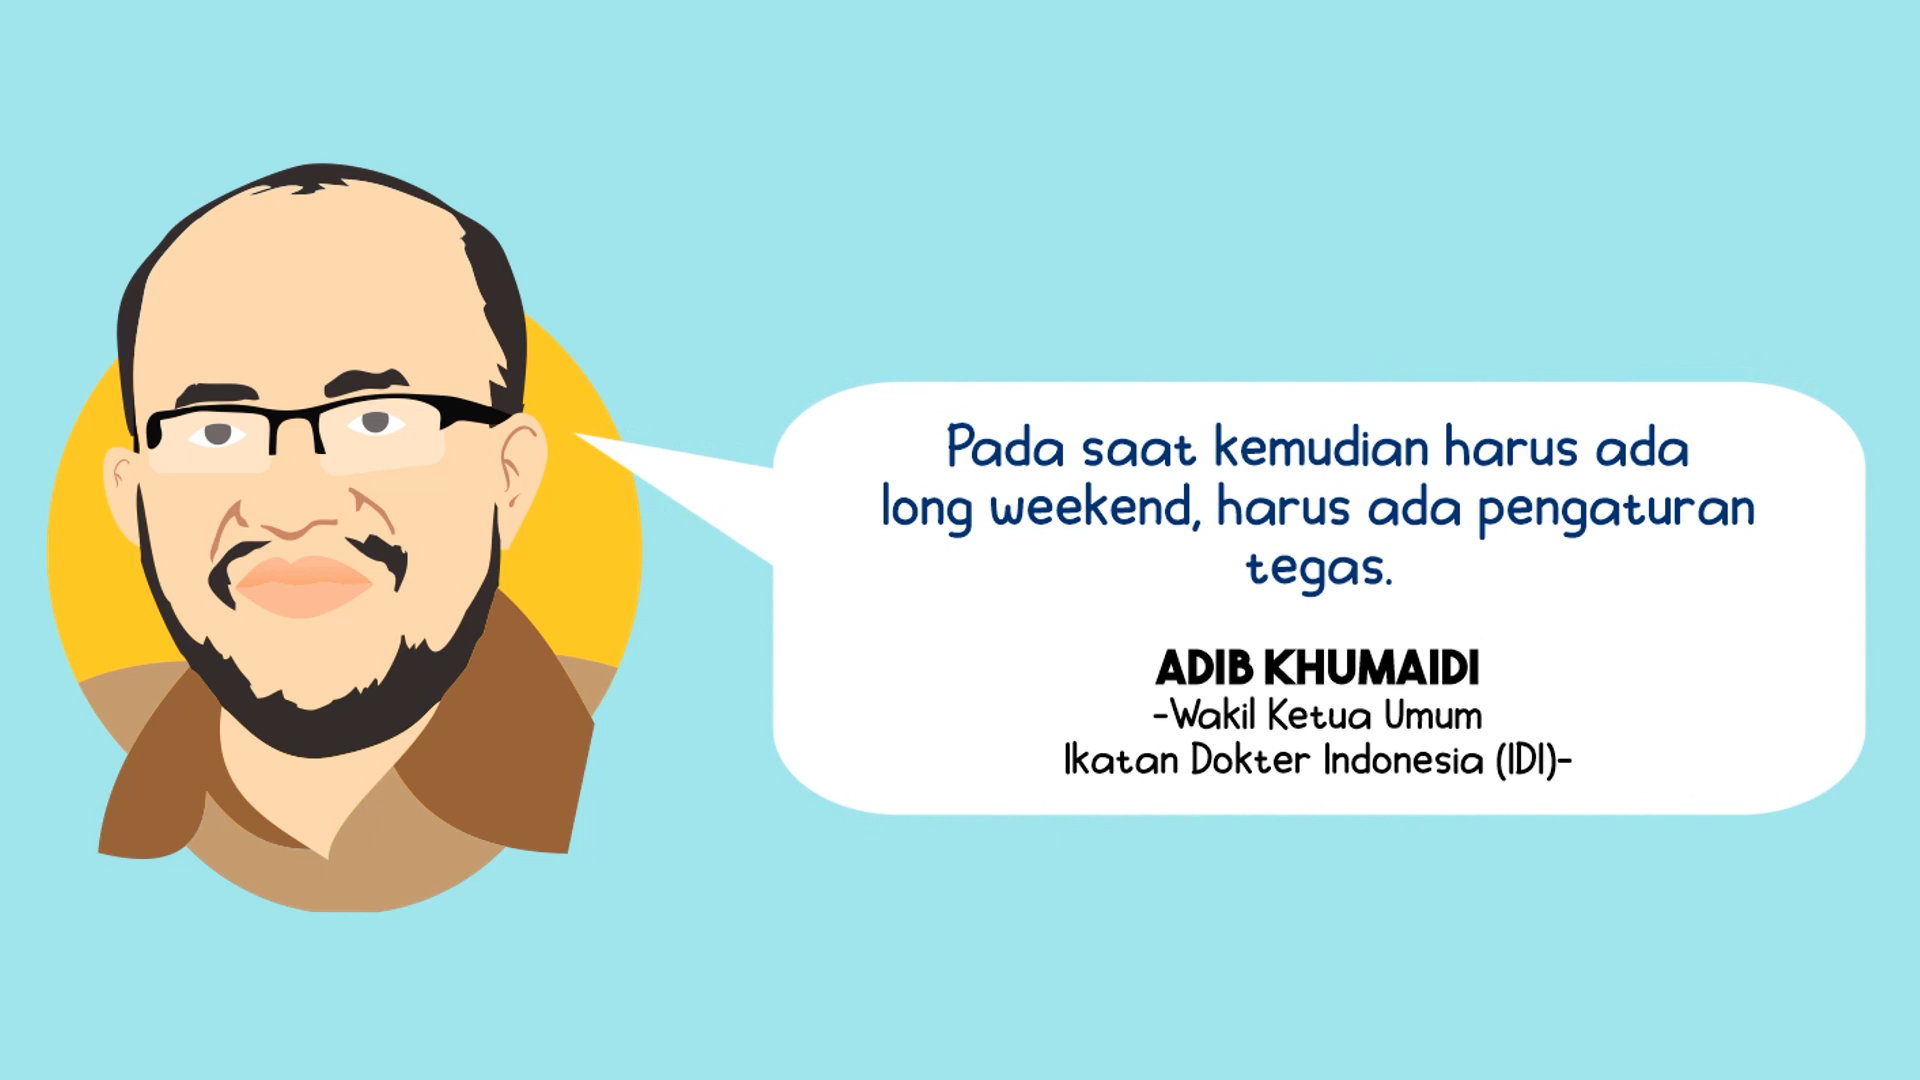 Pada saat kemudian harus ada
long weekend, harus ada pengaturan
tegas.
ADIB KHUMAIDI
-Wakil Ketua Umum
Ikatan Dokter Indonesia (IDI)-